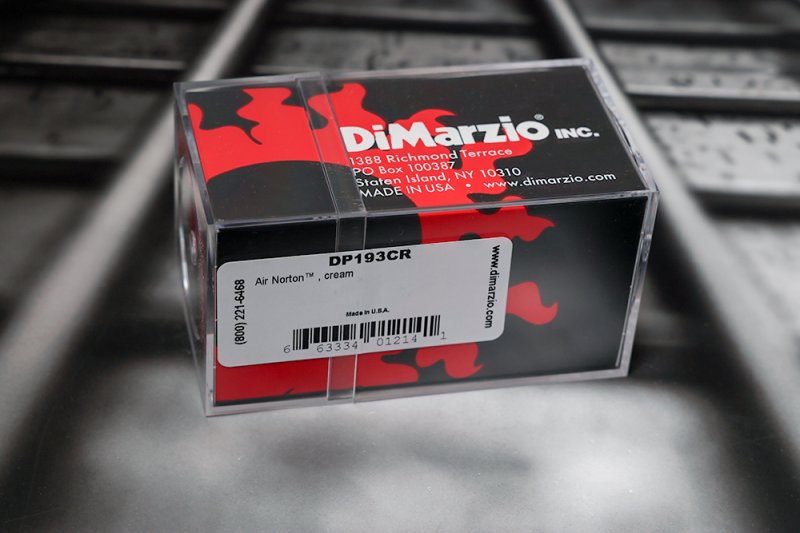 DiMarzio® INC.
1388 Richmond Terrace
PO Box 100387
Staten Island, NY 10310
MADE IN USA • www.dimarzio.com
DP193CR
Air Norton™ , cream
Made in U.S.A.
6 63334 01214 1
(800) 221-6468
www.dimarzio.com